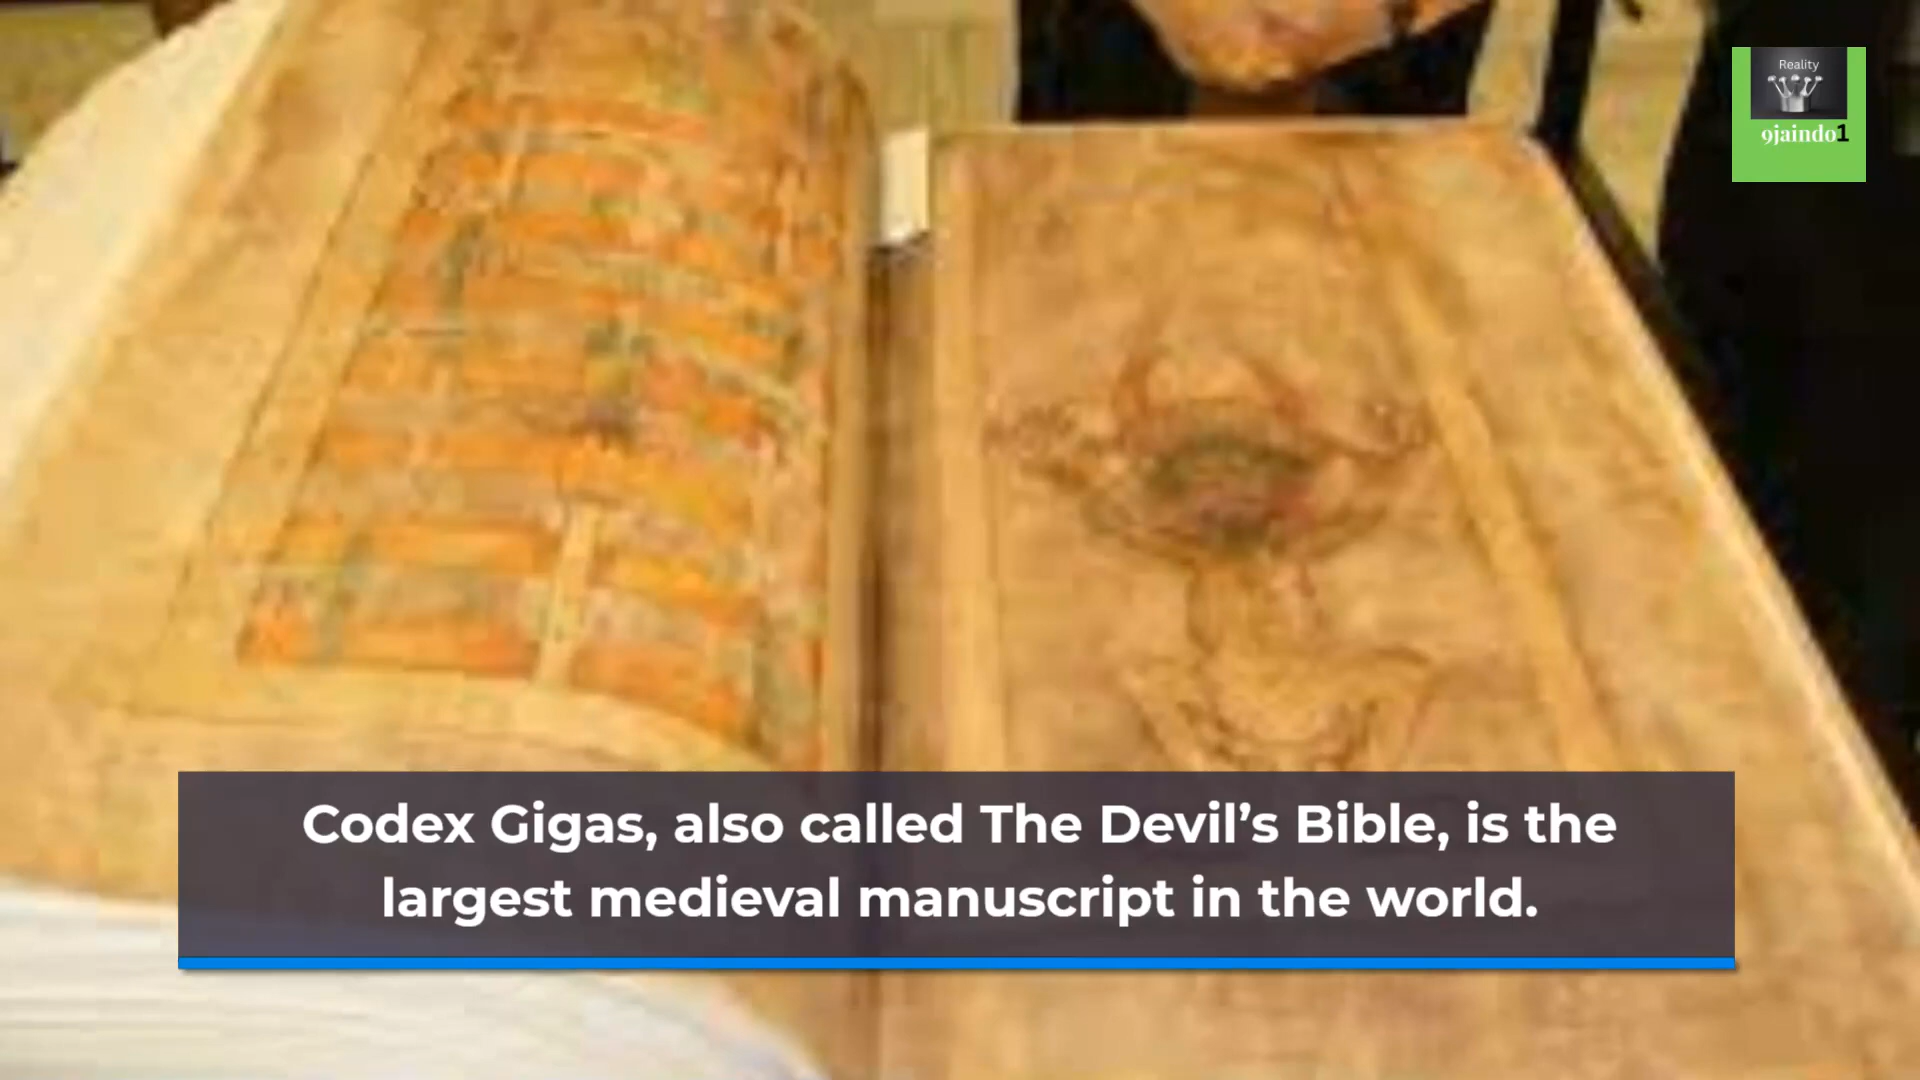 Reality
9jaindo1
Codex Gigas, also called The Devil’s Bible, is the
largest medieval manuscript in the world.